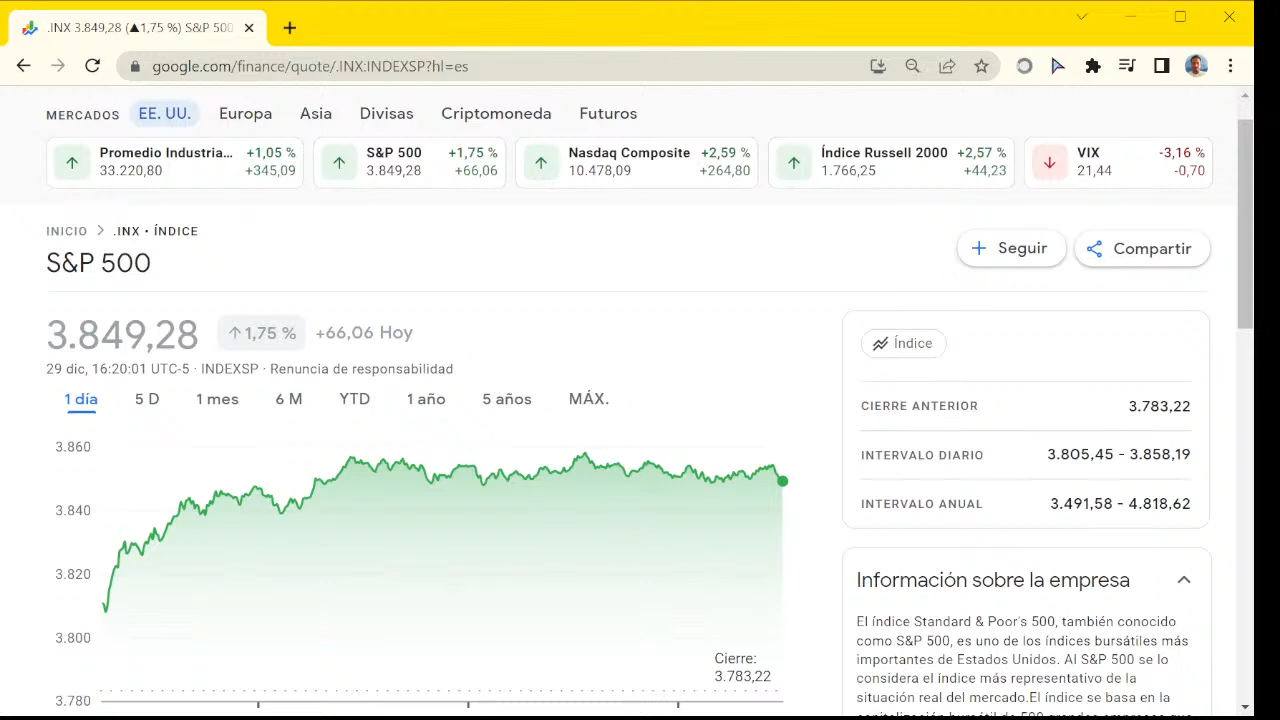 .INX 3.849,28 (▲1,75 %) S&P 500
google.com/finance/quote/.INX:INDEXSP?hl=es
MERCADOS EE. UU. Europa Asia Divisas Criptomoneda Futuros
Promedio Industria... +1,05 %
33.220,80 +345,09
S&P 500 +1,75 %
3.849,28 +66,06
Nasdaq Composite +2,59 %
10.478,09 +264,80
Índice Russell 2000 +2,57 %
1.766,25 +44,23
VIX -3,16 %
21,44 -0,70
INICIO > .INX • ÍNDICE
S&P 500
Seguir
Compartir
3.849,28 ↑ 1,75 % +66,06 Hoy
29 dic, 16:20:01 UTC-5 · INDEXSP · Renuncia de responsabilidad
1 día 5 D 1 mes 6 M YTD 1 año 5 años MÁX.
3.860
3.840
3.820
3.800
3.780
Cierre:
3.783,22
Índice
CIERRE ANTERIOR 3.783,22
INTERVALO DIARIO 3.805,45 - 3.858,19
INTERVALO ANUAL 3.491,58 - 4.818,62
Información sobre la empresa
El índice Standard & Poor's 500, también conocido
como S&P 500, es uno de los índices bursátiles más
importantes de Estados Unidos. Al S&P 500 se lo
considera el índice más representativo de la
situación real del mercado.El índice se basa en la
capitalización bursátil de 500 grandes empresas que